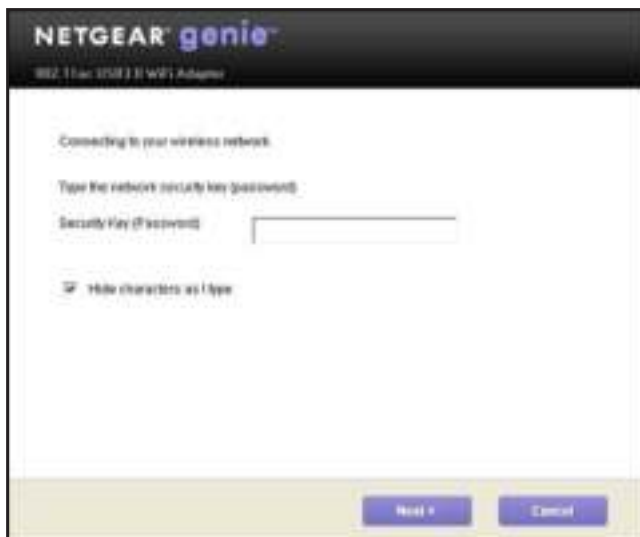 NETGEAR genie
802.11ac USB3.0 WiFi Adapter
Connecting to your wireless network
Type the network security key (password)
Security Key (Password)
Hide characters as I type
Next >
Cancel